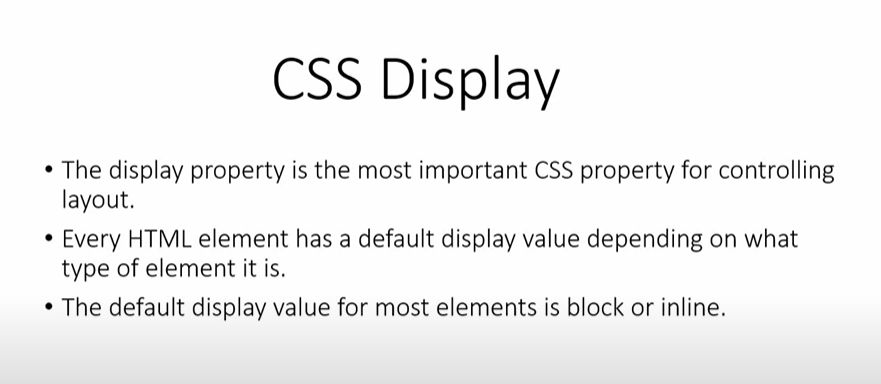 CSS Display
• The display property is the most important CSS property for controlling
layout.
• Every HTML element has a default display value depending on what
type of element it is.
• The default display value for most elements is block or inline.